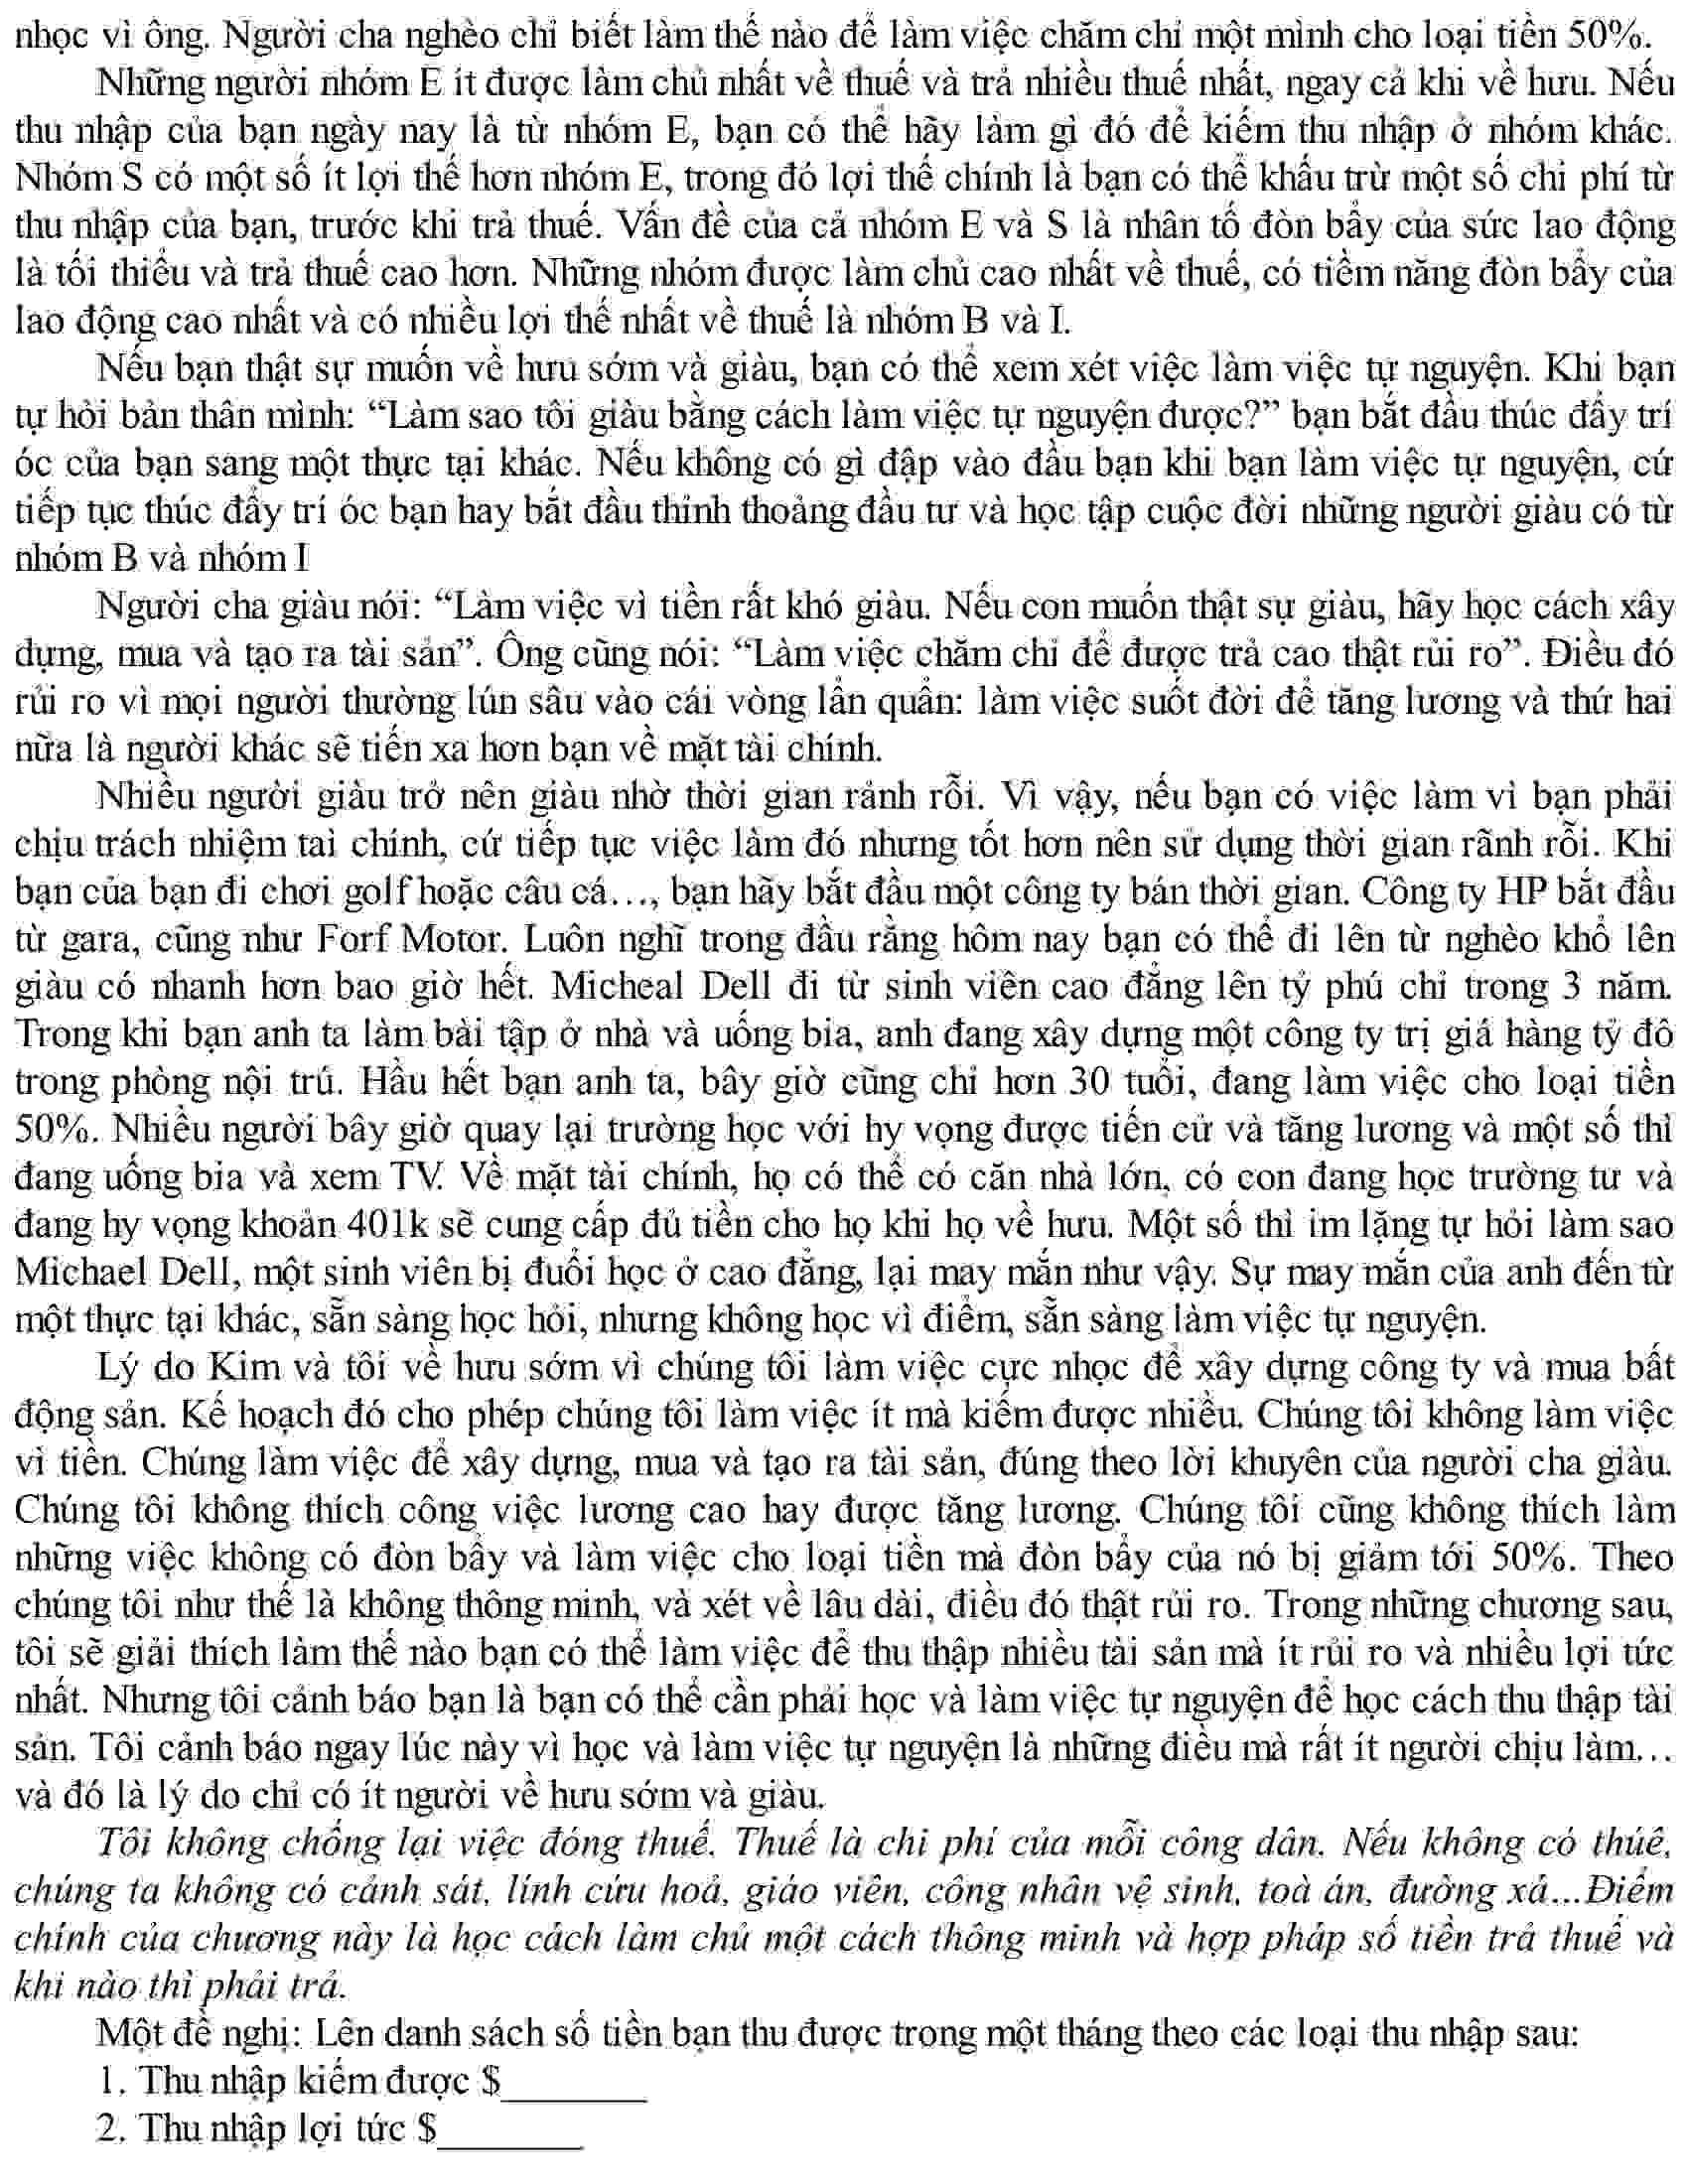 nhọc vì ông. Người cha nghèo chỉ biết làm thế nào để làm việc chăm chỉ một mình cho loại tiền 50%.
Những người nhóm E ít được làm chủ nhất về thuế và trả nhiều thuế nhất, ngay cả khi về hưu. Nếu
thu nhập của bạn ngày nay là từ nhóm E, bạn có thể hãy làm gì đó để kiếm thu nhập ở nhóm khác.
Nhóm S có một số ít lợi thế hơn nhóm E, trong đó lợi thế chính là bạn có thể khấu trừ một số chi phí từ
thu nhập của bạn, trước khi trả thuế. Vấn đề của cả nhóm E và S là nhân tố đòn bẩy của sức lao động
là tối thiểu và trả thuế cao hơn. Những nhóm được làm chủ cao nhất về thuế, có tiềm năng đòn bẩy của
lao động cao nhất và có nhiều lợi thế nhất về thuế là nhóm B và I.
Nếu bạn thật sự muốn về hưu sớm và giàu, bạn có thể xem xét việc làm việc tự nguyện. Khi bạn
tự hỏi bản thân mình: “Làm sao tôi giàu bằng cách làm việc tự nguyện được?” bạn bắt đầu thúc đẩy trí
óc của bạn sang một thực tại khác. Nếu không có gì đập vào đầu bạn khi bạn làm việc tự nguyện, cứ
tiếp tục thúc đẩy trí óc bạn hay bắt đầu thỉnh thoảng đầu tư và học tập cuộc đời những người giàu có từ
nhóm B và nhóm I
Người cha giàu nói: “Làm việc vì tiền rất khó giàu. Nếu con muốn thật sự giàu, hãy học cách xây
dựng, mua và tạo ra tài sản”. Ông cũng nói: “Làm việc chăm chỉ để được trả cao thật rủi ro”. Điều đó
rủi ro vì mọi người thường lún sâu vào cái vòng lẩn quẩn: làm việc suốt đời để tăng lương và thứ hai
nữa là người khác sẽ tiến xa hơn bạn về mặt tài chính.
Nhiều người giàu trở nên giàu nhờ thời gian rảnh rỗi. Vì vậy, nếu bạn có việc làm vì bạn phải
chịu trách nhiệm tai chính, cứ tiếp tục việc làm đó nhưng tốt hơn nên sử dụng thời gian rãnh rỗi. Khi
bạn của bạn đi chơi golf hoặc câu cá…, bạn hãy bắt đầu một công ty bán thời gian. Công ty HP bắt đầu
từ gara, cũng như Forf Motor. Luôn nghĩ trong đầu rằng hôm nay bạn có thể đi lên từ nghèo khổ lên
giàu có nhanh hơn bao giờ hết. Micheal Dell đi từ sinh viên cao đẳng lên tỷ phú chỉ trong 3 năm.
Trong khi bạn anh ta làm bài tập ở nhà và uống bia, anh đang xây dựng một công ty trị giá hàng tỷ đô
trong phòng nội trú. Hầu hết bạn anh ta, bây giờ cũng chỉ hơn 30 tuổi, đang làm việc cho loại tiền
50%. Nhiều người bây giờ quay lại trường học với hy vọng được tiến cử và tăng lương và một số thì
đang uống bia và xem TV. Về mặt tài chính, họ có thể có căn nhà lớn, có con đang học trường tư và
đang hy vọng khoản 401k sẽ cung cấp đủ tiền cho họ khi họ về hưu. Một số thì im lặng tự hỏi làm sao
Michael Dell, một sinh viên bị đuổi học ở cao đẳng, lại may mắn như vậy. Sự may mắn của anh đến từ
một thực tại khác, sẵn sàng học hỏi, nhưng không học vì điểm, sẵn sàng làm việc tự nguyện.
Lý do Kim và tôi về hưu sớm vì chúng tôi làm việc cực nhọc để xây dựng công ty và mua bất
động sản. Kế hoạch đó cho phép chúng tôi làm việc ít mà kiếm được nhiều. Chúng tôi không làm việc
vì tiền. Chúng làm việc để xây dựng, mua và tạo ra tài sản, đúng theo lời khuyên của người cha giàu.
Chúng tôi không thích công việc lương cao hay được tăng lương. Chúng tôi cũng không thích làm
những việc không có đòn bẩy và làm việc cho loại tiền mà đòn bẩy của nó bị giảm tới 50%. Theo
chúng tôi như thế là không thông minh, và xét về lâu dài, điều đó thật rủi ro. Trong những chương sau,
tôi sẽ giải thích làm thế nào bạn có thể làm việc để thu thập nhiều tài sản mà ít rủi ro và nhiều lợi tức
nhất. Nhưng tôi cảnh báo bạn là bạn có thể cần phải học và làm việc tự nguyện để học cách thu thập tài
sản. Tôi cảnh báo ngay lúc này vì học và làm việc tự nguyện là những điều mà rất ít người chịu làm…
và đó là lý do chỉ có ít người về hưu sớm và giàu.
Tôi không chống lại việc đóng thuế. Thuế là chi phí của mỗi công dân. Nếu không có thúê,
chúng ta không có cảnh sát, lính cứu hoả, giáo viên, công nhân vệ sinh, toà án, đường xá…Điểm
chính của chương này là học cách làm chủ một cách thông minh và hợp pháp số tiền trả thuế và
khi nào thì phải trả.
Một đề nghị: Lên danh sách số tiền bạn thu được trong một tháng theo các loại thu nhập sau:
1. Thu nhập kiếm được $________
2. Thu nhập lợi tức $________